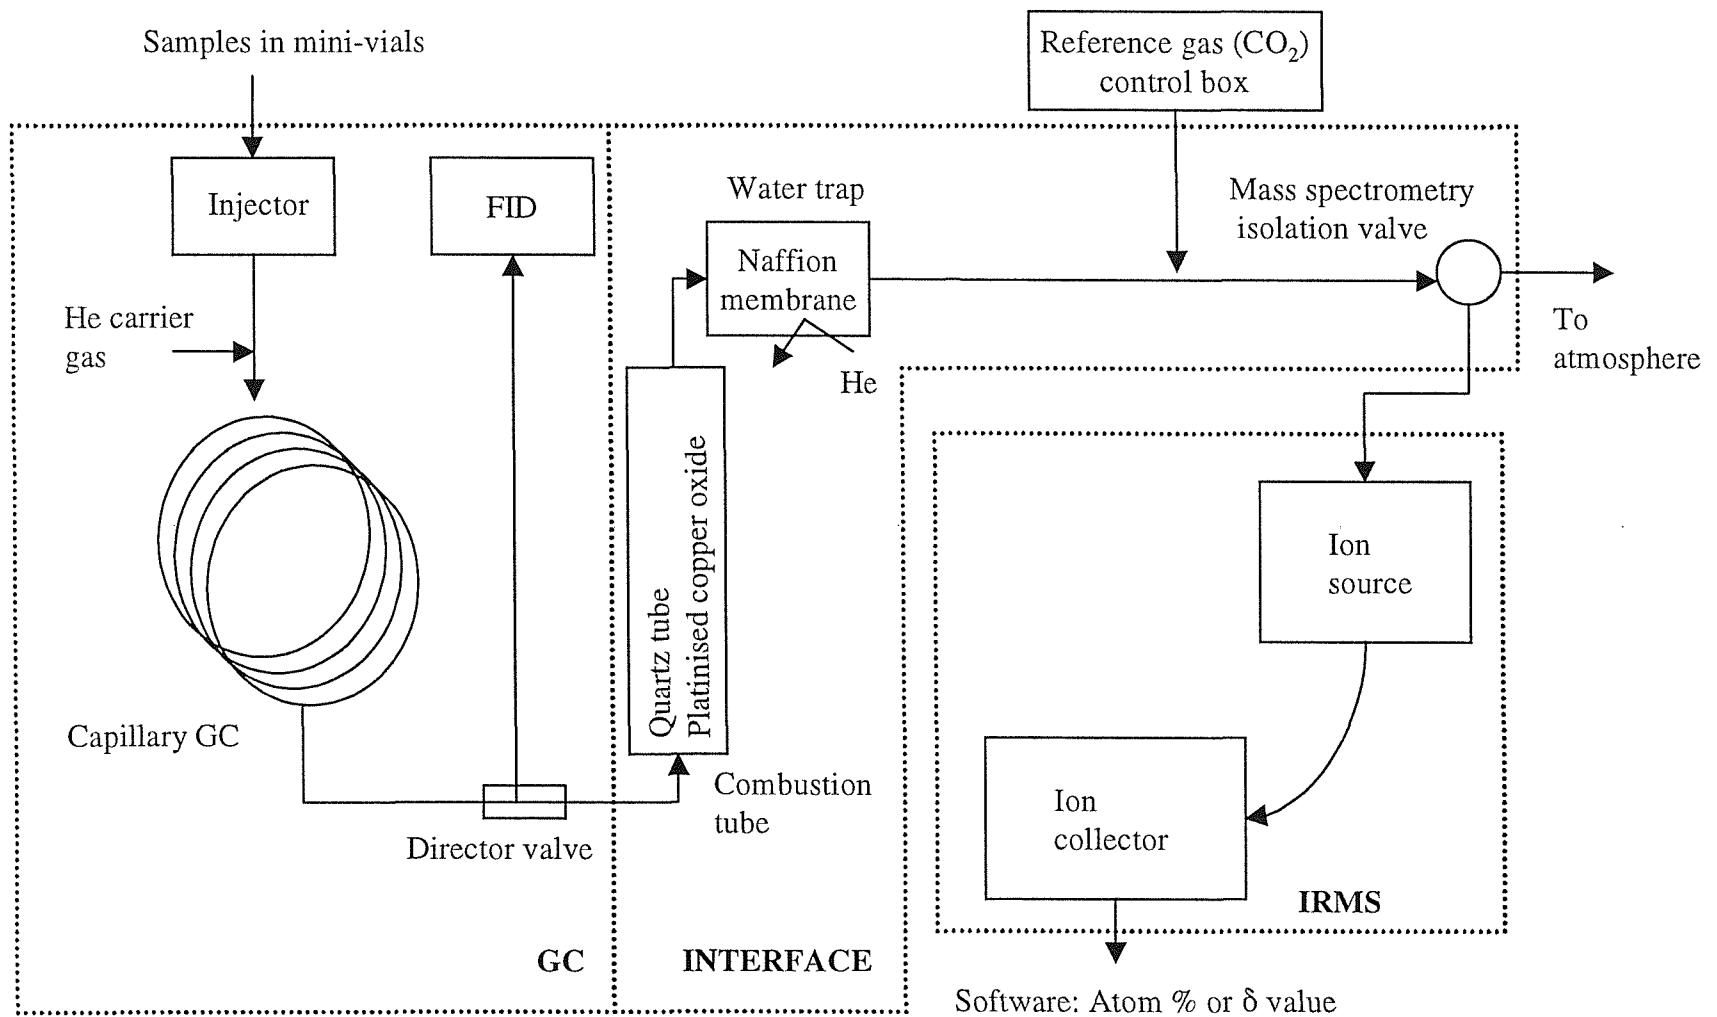 Samples in mini-vials
Reference gas (CO₂)
control box
Injector
FID
Water trap
Mass spectrometry
isolation valve
Naffion
membrane
He carrier
gas
He
To
atmosphere
Quartz tube
Platinised copper oxide
Ion
source
Capillary GC
Combustion
tube
Director valve
Ion
collector
IRMS
GC
INTERFACE
Software: Atom % or δ value